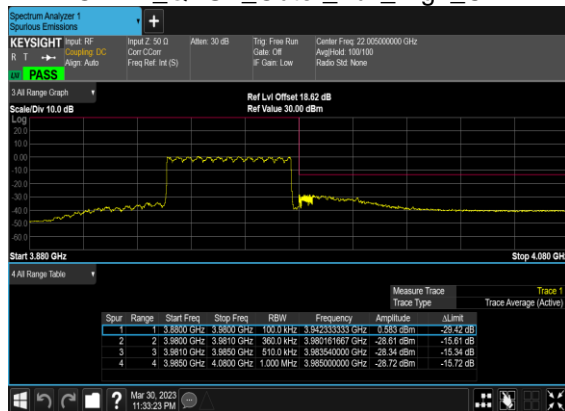 Spectrum Analyzer 1
Spurious Emissions
+
KEYSIGHT Input: RF Input Z: 50 Ω Atten: 30 dB Trig: Free Run Center Freq: 22.005000000 GHz
R T Coupling: DC Corr CCorr Gate: Off Avg|Hold: 100/100
Align: Auto Freq Ref: Int (S) IF Gain: Low Radio Std: None
PASS
3 All Range Graph Ref Lvl Offset 18.62 dB
Scale/Div 10.0 dB Ref Value 30.00 dBm
Log
20.0
10.0
0.00
-10.0
-20.0
-30.0
-40.0
-50.0
-60.0
Start 3.880 GHz Stop 4.080 GH
4 All Range Table
Measure Trace Trace 1
Trace Type Trace Average (Active)
Spur Range Start Freq Stop Freq RBW Frequency Amplitude ΔLimit
1 1 3.8800 GHz 3.9800 GHz 100.0 kHz 3.942333333 GHz 0.583 dBm -29.42 dB
2 2 3.9800 GHz 3.9810 GHz 360.0 kHz 3.980161667 GHz -28.61 dBm -15.61 dB
3 3 3.9810 GHz 3.9850 GHz 510.0 kHz 3.983540000 GHz -28.34 dBm -15.34 dB
4 4 3.9850 GHz 4.0800 GHz 1.000 MHz 3.985000000 GHz -28.72 dBm -15.72 dB
? Mar 30, 2023
11:33:23 PM